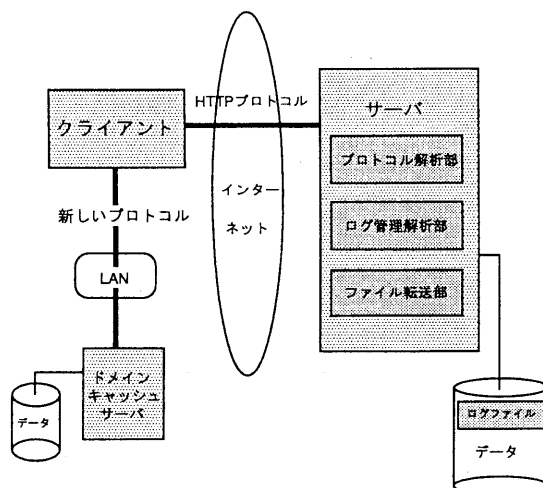 HTTPプロトコル
クライアント
サーバ
プロトコル解析部
インター
ネット
ログ管理解析部
新しいプロトコル
ファイル転送部
LAN
ドメイン
キャッシュ
サーバ
データ
ログファイル
データ